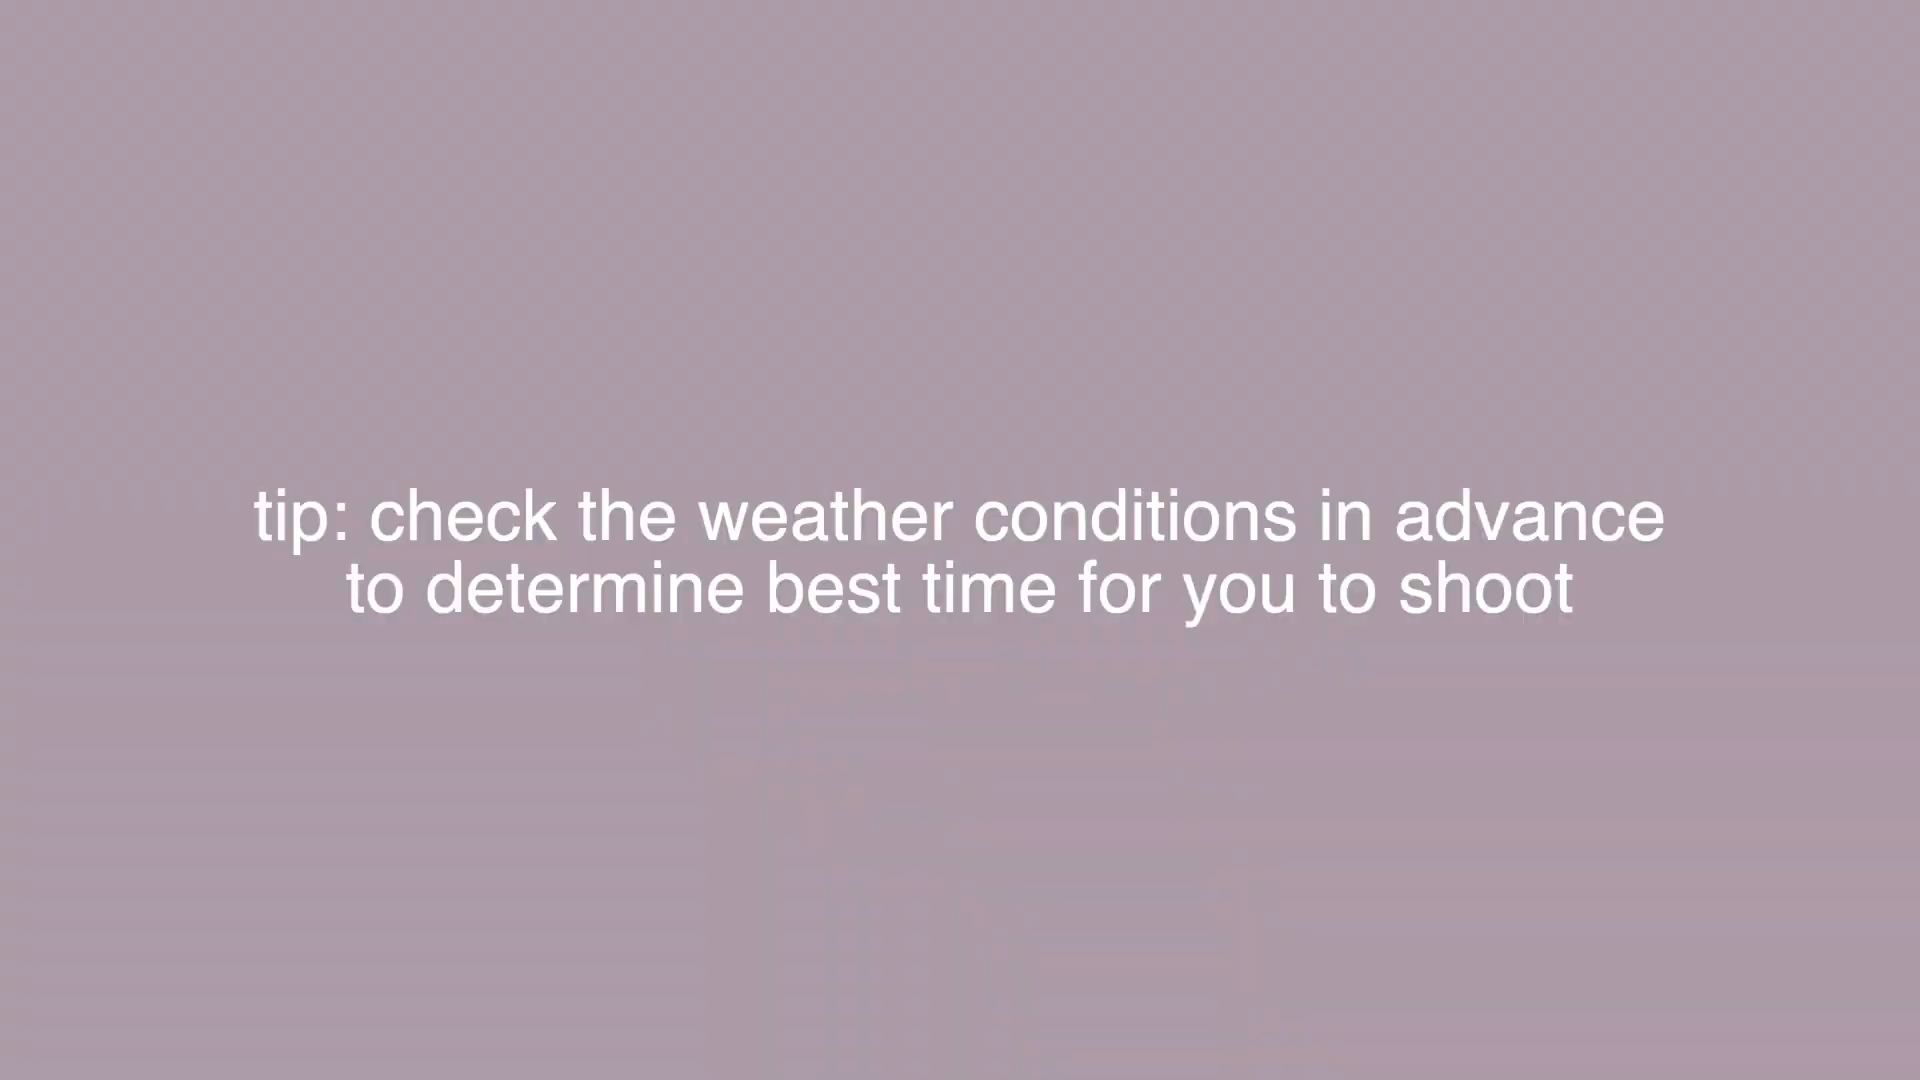 tip: check the weather conditions in advance
to determine best time for you to shoot